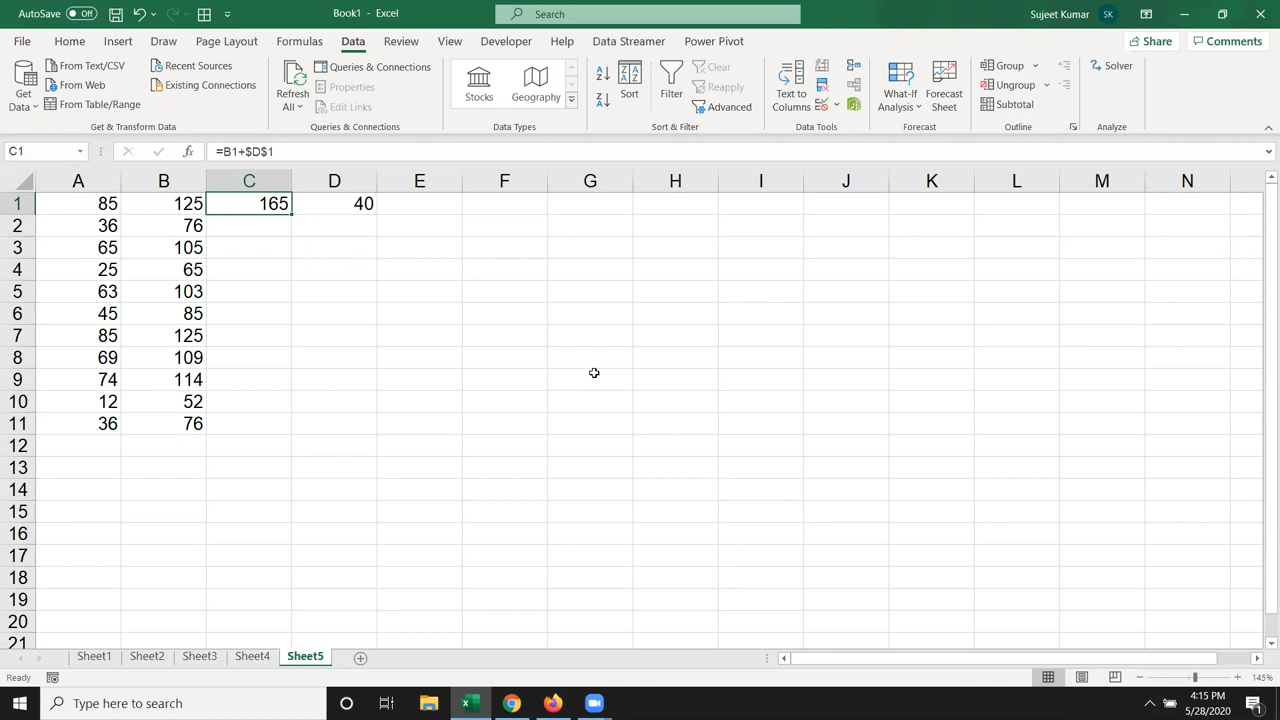 AutoSave Off Book1 - Excel Search Sujeet Kumar SK
File Home Insert Draw Page Layout Formulas Data Review View Developer Help Data Streamer Power Pivot Share Comments
Get Data From Text/CSV From Web From Table/Range Recent Sources Existing Connections
Refresh All Queries & Connections Properties Edit Links
Stocks Geography
Sort Filter Clear Reapply Advanced
Text to Columns
What-If Analysis Forecast Sheet
Group Ungroup Subtotal
Solver
Get & Transform Data Queries & Connections Data Types Sort & Filter Data Tools Forecast Outline Analyze
C1 fx =B1+$D$1
A B C D E F G H I J K L M N
1 85 125 165 40
2 36 76
3 65 105
4 25 65
5 63 103
6 45 85
7 85 125
8 69 109
9 74 114
10 12 52
11 36 76
12
13
14
15
16
17
18
19
20
21
Sheet1 Sheet2 Sheet3 Sheet4 Sheet5
Ready 145%
Type here to search
4:15 PM
5/28/2020
1